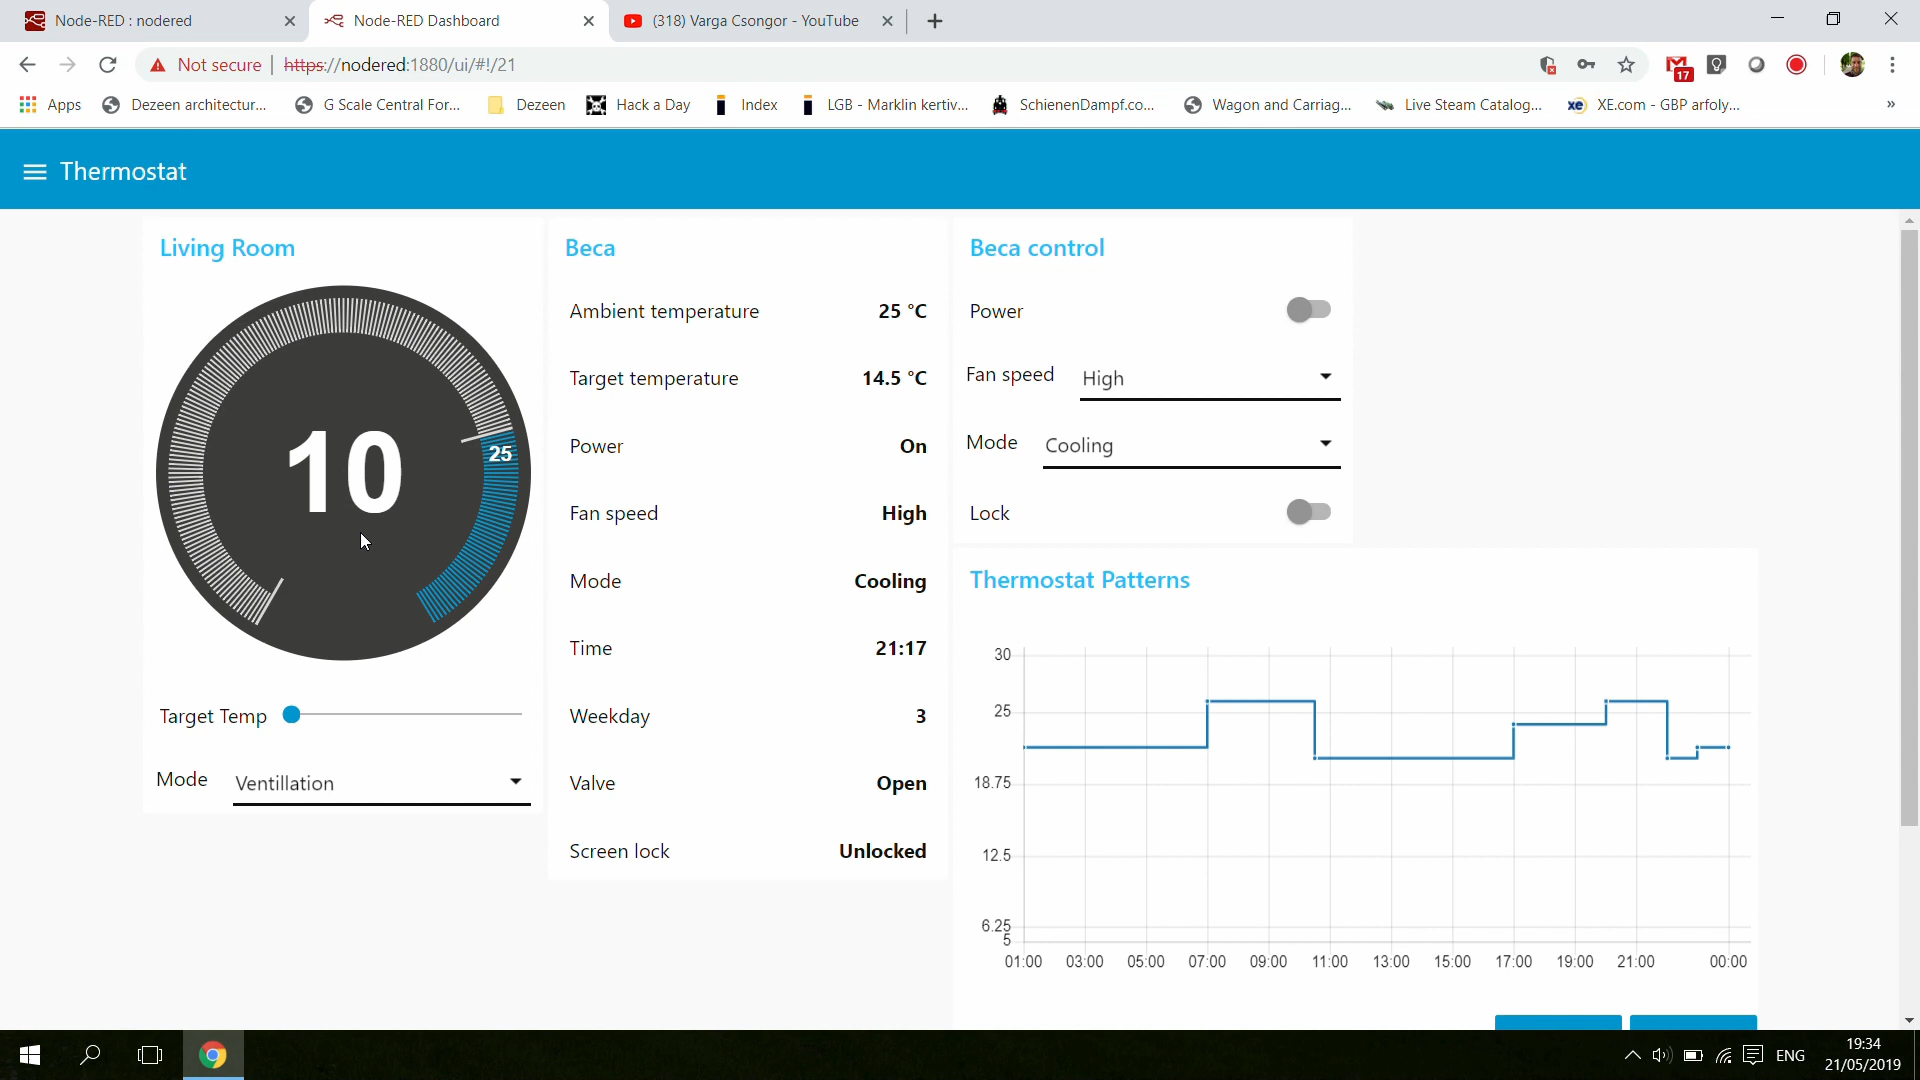 Node-RED : nodered
Node-RED Dashboard
(318) Varga Csongor - YouTube
Not secure
https://nodered:1880/ui/#!/21
17
Apps
Dezeen architectur...
G Scale Central For...
Dezeen
Hack a Day
Index
LGB - Marklin kertiv...
SchienenDampf.co...
Wagon and Carriag...
Live Steam Catalog...
xe XE.com - GBP arfoly...
»
Thermostat
Living Room
10
25
Target Temp
Mode Ventillation
Beca
Ambient temperature 25 °C
Target temperature 14.5 °C
Power On
Fan speed High
Mode Cooling
Time 21:17
Weekday 3
Valve Open
Screen lock Unlocked
Beca control
Power
Fan speed High
Mode Cooling
Lock
Thermostat Patterns
30
25
18.75
12.5
6.25
5
01:00 03:00 05:00 07:00 09:00 11:00 13:00 15:00 17:00 19:00 21:00 00:00
ENG
19:34
21/05/2019